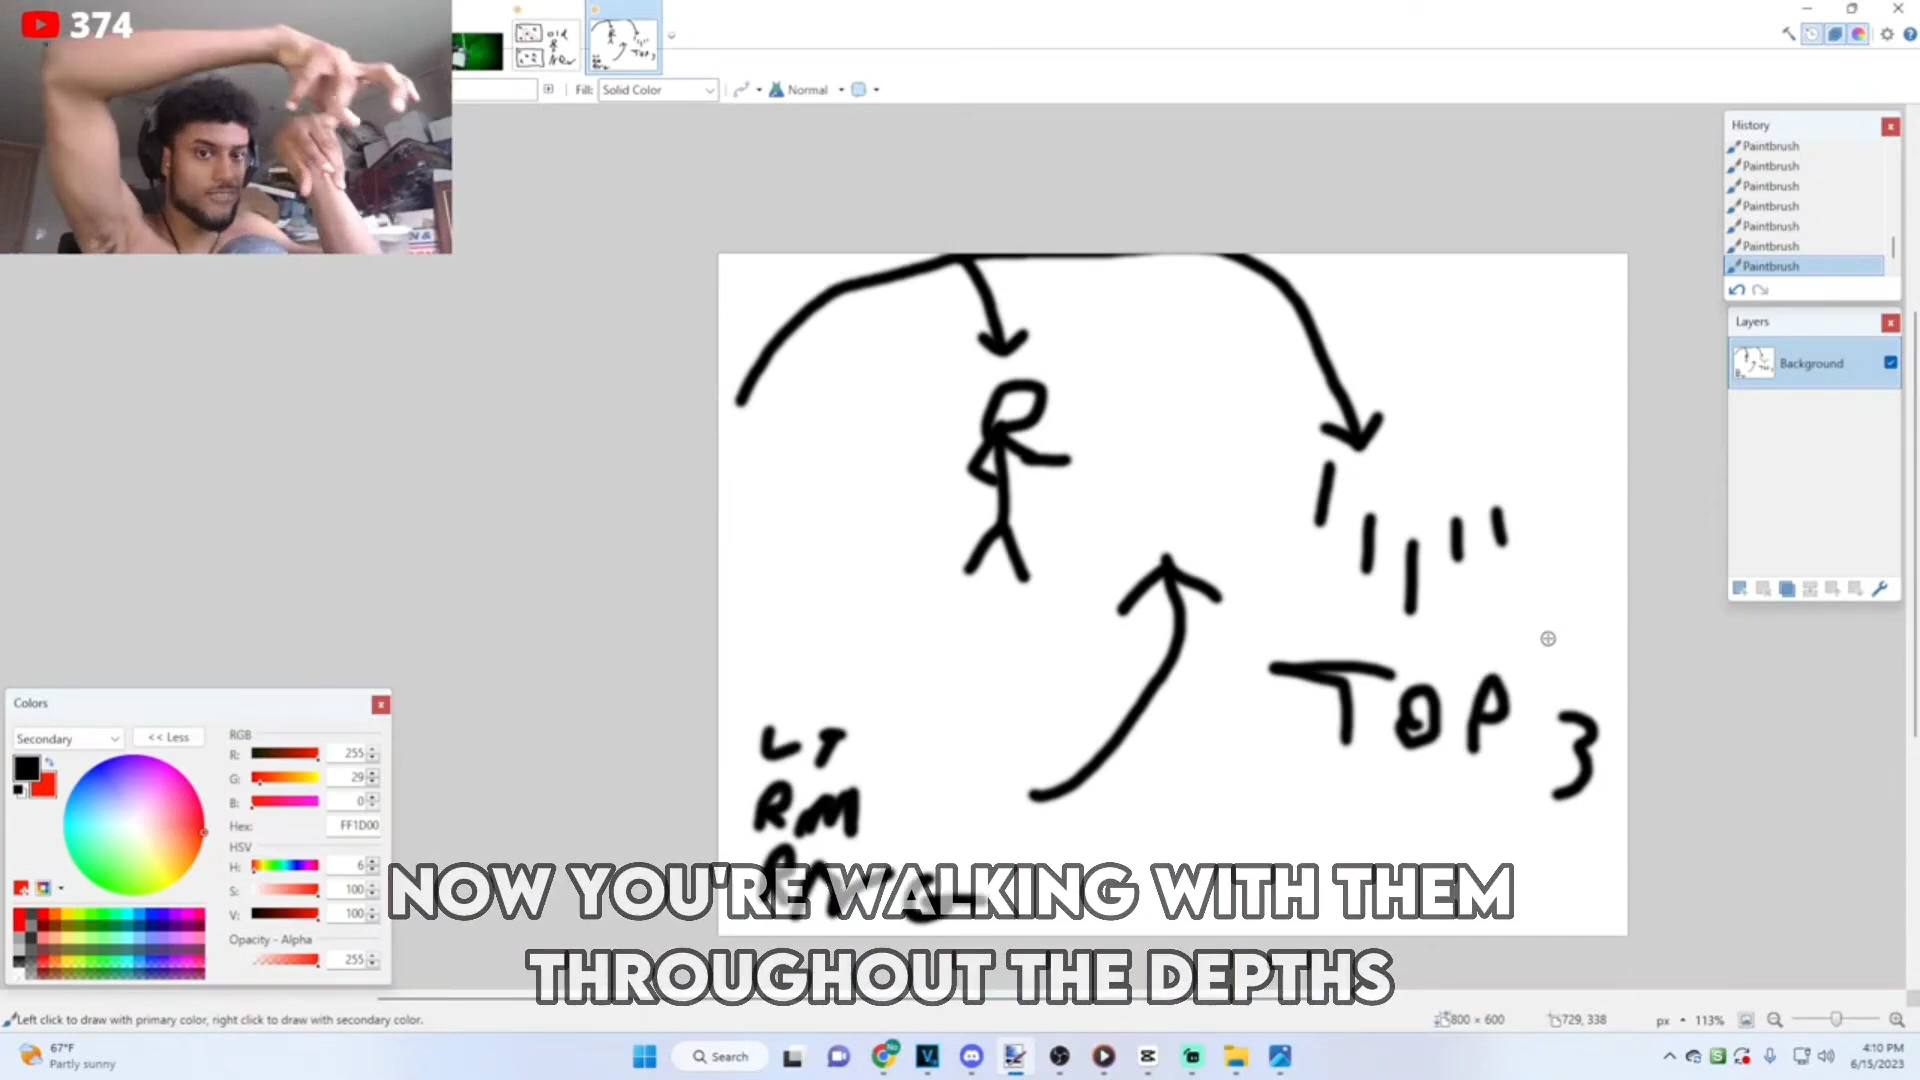 374
Fill: Solid Color
Normal
History
Paintbrush
Paintbrush
Paintbrush
Paintbrush
Paintbrush
Paintbrush
Paintbrush
Layers
Background
TOP 3
LT
RM
NOW YOU'RE WALKING WITH THEM
THROUGHOUT THE DEPTHS
Colors
Secondary
<< Less
RGB
R: 255
G: 29
B: 0
Hex: FF1D00
HSV
H: 6
S: 100
V: 100
Opacity - Alpha
255
Left click to draw with primary color, right click to draw with secondary color.
800 × 600
729, 338
px
113%
67°F
Partly sunny
Search
4:10 PM
6/15/2023